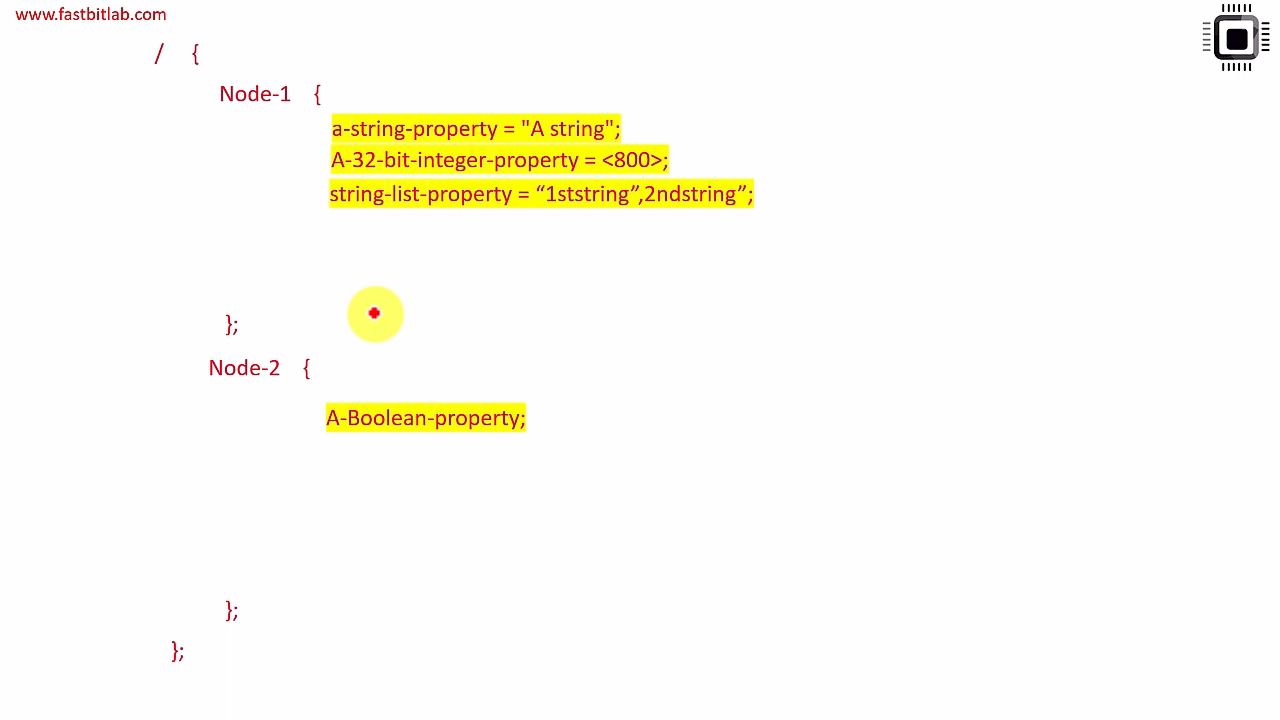 www.fastbitlab.com
/ {
Node-1 {
a-string-property = "A string";
A-32-bit-integer-property = <800>;
string-list-property = “1ststring”,2ndstring”;
};
Node-2 {
A-Boolean-property;
};
};